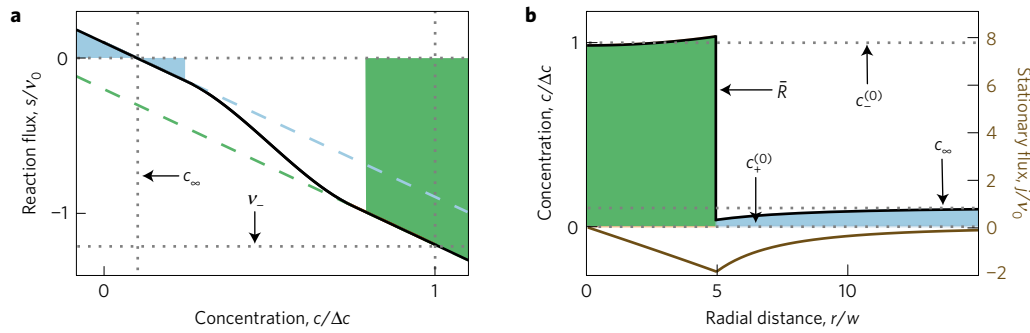 a
Reaction flux, s/ν₀
0
−1
c∞
ν₋
0
1
Concentration, c/Δc
b
Concentration, c/Δc
1
0
R̄
c₋⁽⁰⁾
c₊⁽⁰⁾
c∞
8
6
4
2
0
−2
Stationary flux, j/ν₀
0
5
10
Radial distance, r/w